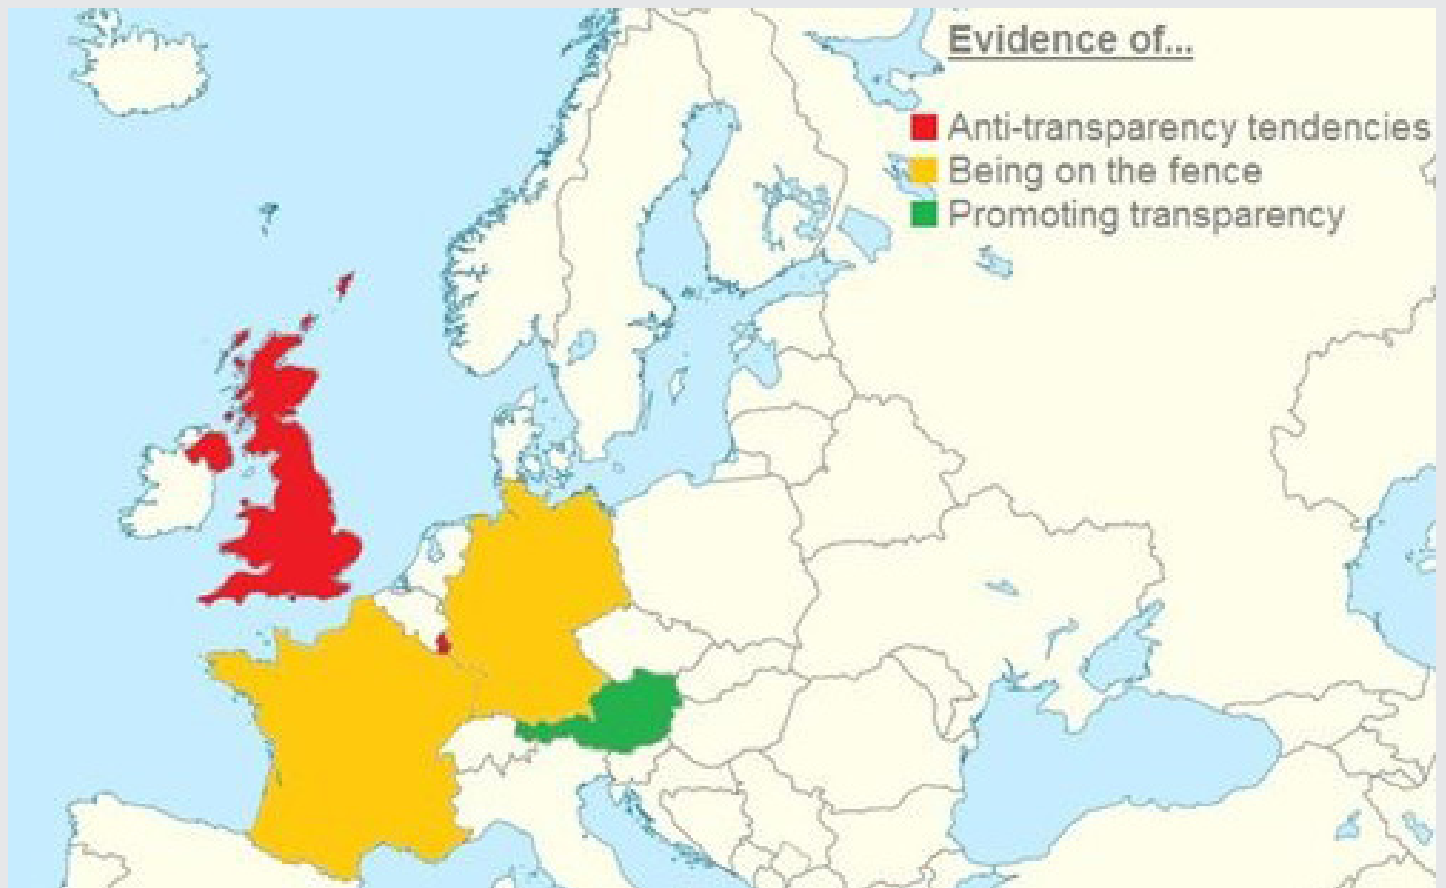 Evidence of...
Anti-transparency tendencies
Being on the fence
Promoting transparency